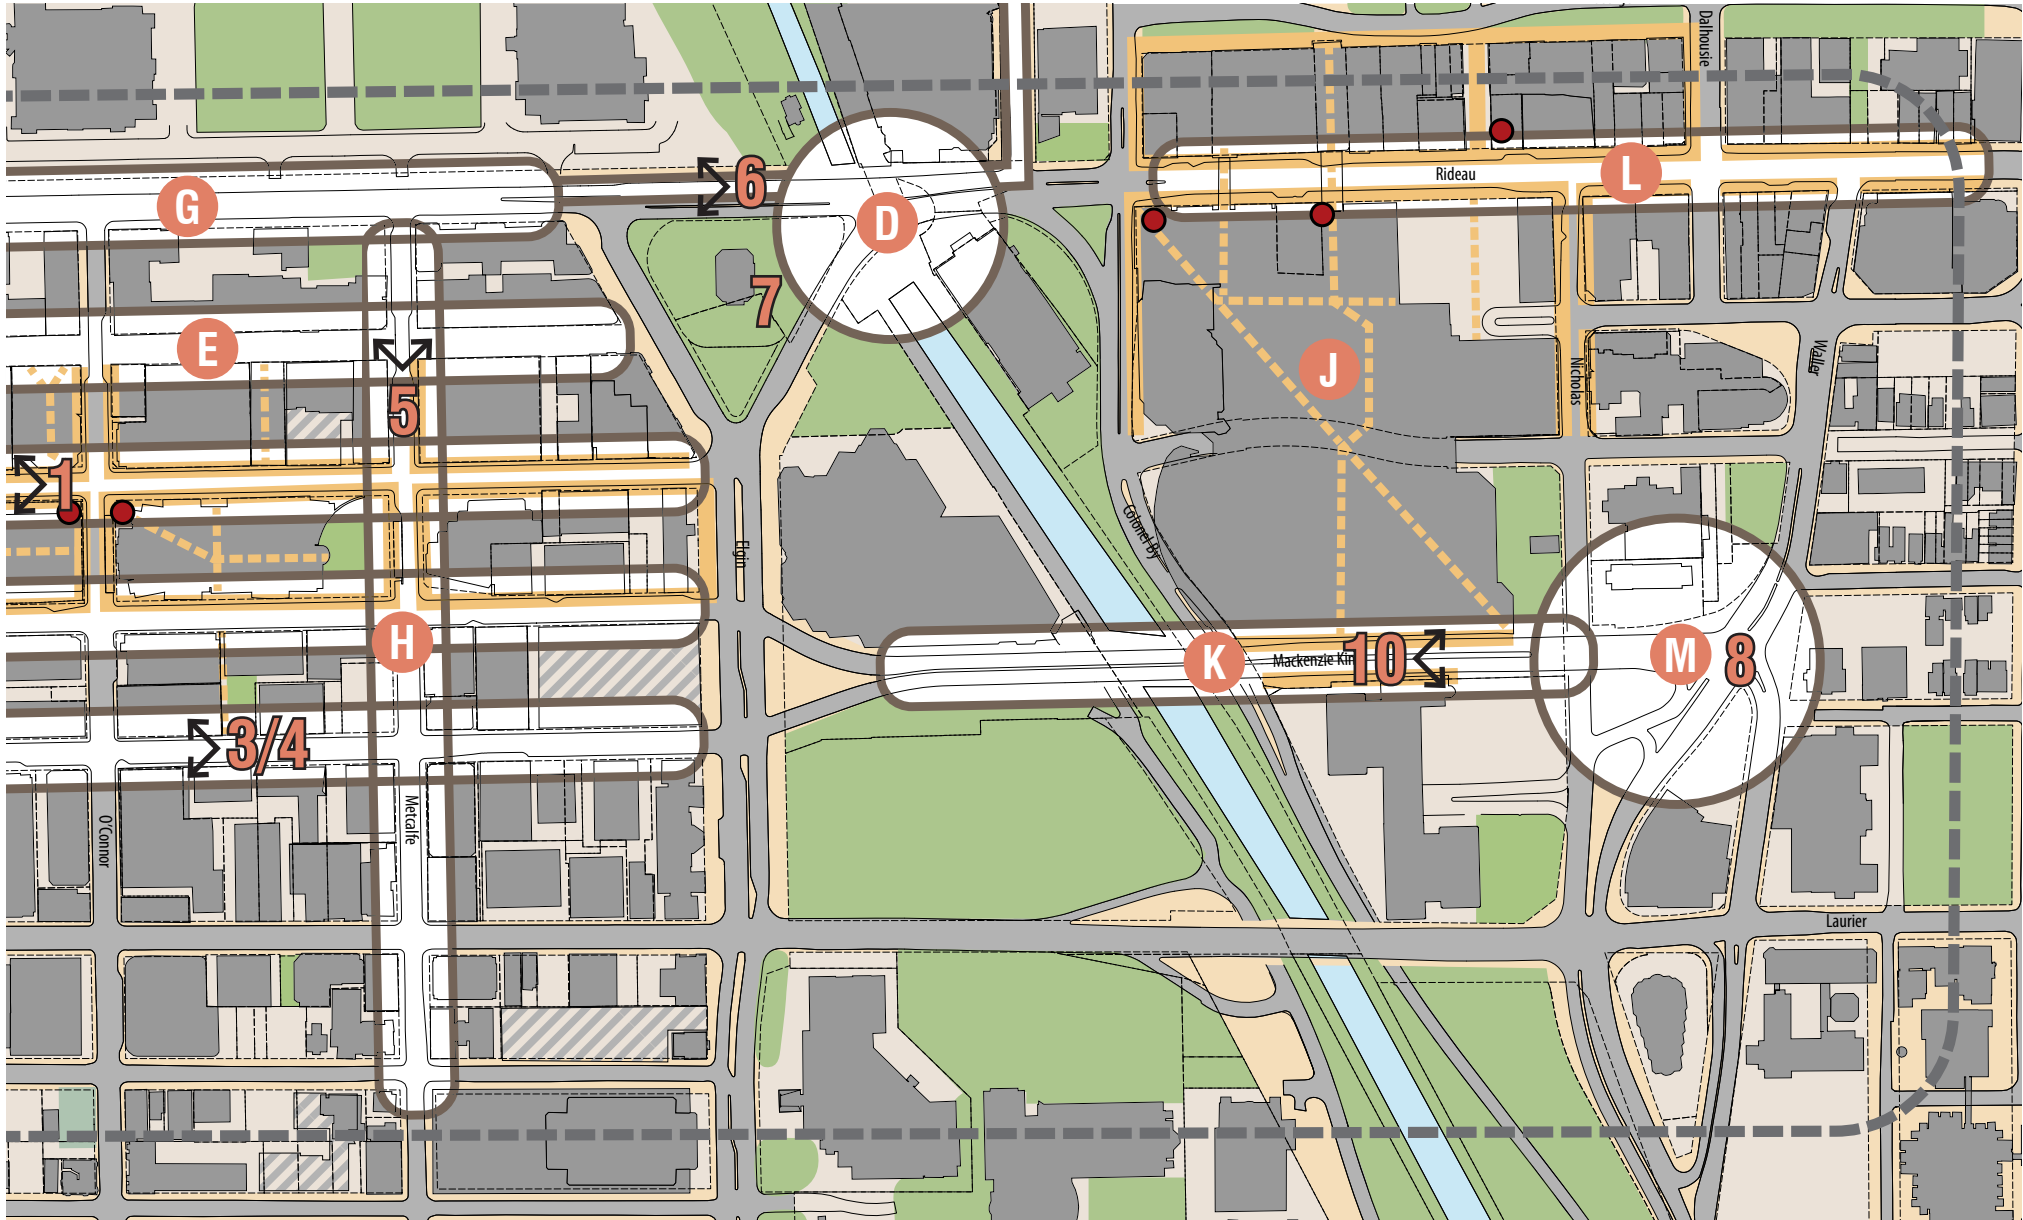 Dalhousie
6
G
D
L
Rideau
7
E
J
5
Nicholas
Waller
1
Colonel By
Elgin
H
K
Mackenzie Kin
10
M
8
3/4
O'Connor
Metcalfe
Laurier